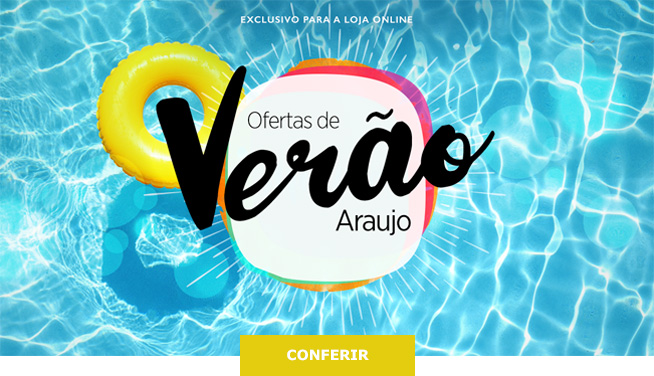 EXCLUSIVO PARA A LOJA ONLINE
Ofertas de
Verão
Araujo
CONFERIR